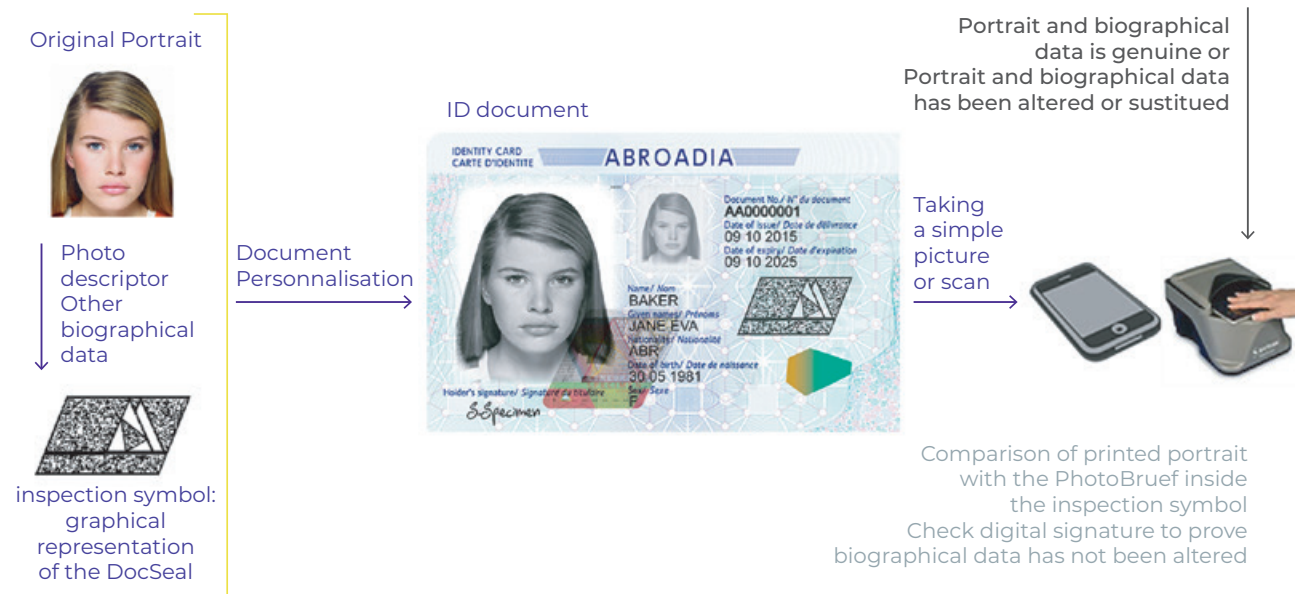 Original Portrait
Photo
descriptor
Other
biographical
data
inspection symbol:
graphical
representation
of the DocSeal
Document
Personnalisation
ID document
IDENTITY CARD
CARTE D'IDENTITE
ABROADIA
Document No./ N° du document
AA0000001
Date of issue/ Date de délivrance
09 10 2015
Date of expiry/ Date d'expiration
09 10 2025
Name/ Nom
BAKER
Given names/ Prénoms
JANE EVA
Nationality/ Nationalité
ABR
Date of birth/ Date de naissance
30 05 1981
Sex/ Sexe
F
Holder's signature/ Signature du titulaire
S.Specimen
Taking
a simple
picture
or scan
Portrait and biographical
data is genuine or
Portrait and biographical data
has been altered or sustitued
Comparison of printed portrait
with the PhotoBruef inside
the inspection symbol
Check digital signature to prove
biographical data has not been altered